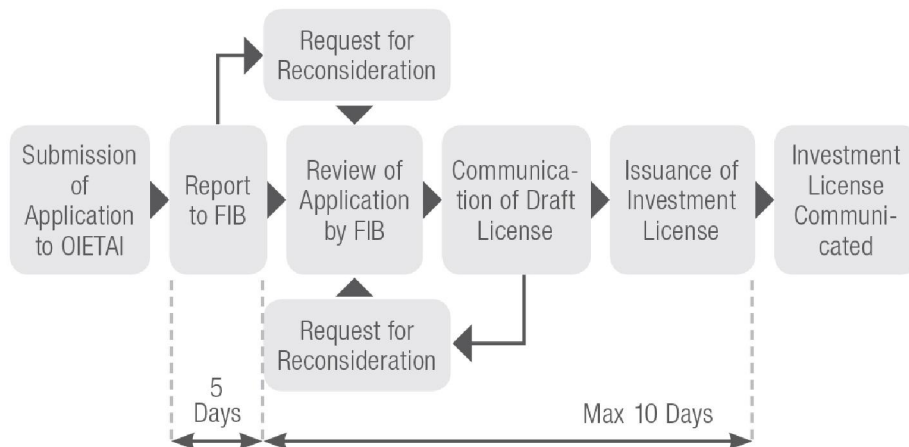 Request for
Reconsideration
Submission
of
Application
to OIETAI
Report
to FIB
Review of
Application
by FIB
Communica-
tion of Draft
License
Issuance of
Investment
License
Investment
License
Communi-
cated
Request for
Reconsideration
5
Days
Max 10 Days